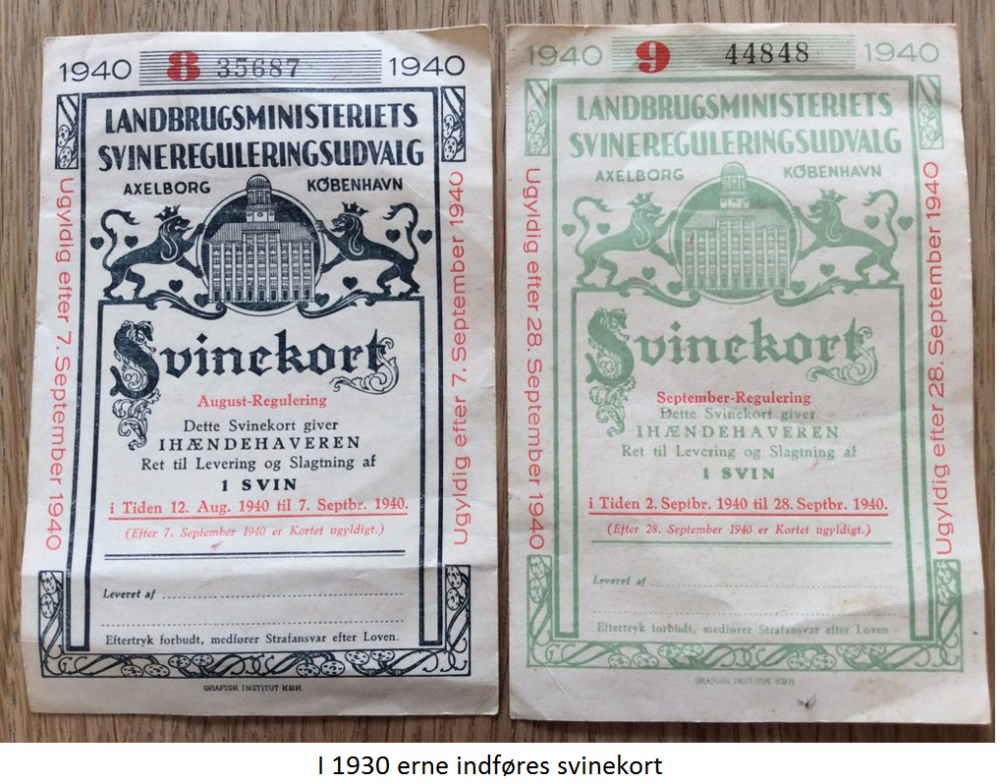 1940 8 35687 1940
LANDBRUGSMINISTERIETS
SVINEREGULERINGSUDVALG
AXELBORG KØBENHAVN
Ugyldig efter 7. September 1940
Ugyldig efter 7. September 1940
Svinekort
August-Regulering
Dette Svinekort giver
IHÆNDEHAVEREN
Ret til Levering og Slagtning af
1 SVIN
i Tiden 12. Aug. 1940 til 7. Septbr. 1940.
(Efter 7. September 1940 er Kortet ugyldigt.)
Leveret af
Eftertryk forbudt, medfører Strafansvar efter Loven.
GRAFISK INSTITUT KBH.
1940 9 44848 1940
LANDBRUGSMINISTERIETS
SVINEREGULERINGSUDVALG
AXELBORG KØBENHAVN
Ugyldig efter 28. September 1940
Ugyldig efter 28. September 1940
Svinekort
September-Regulering
Dette Svinekort giver
IHÆNDEHAVEREN
Ret til Levering og Slagtning af
1 SVIN
i Tiden 2. Septbr. 1940 til 28. Septbr. 1940.
(Efter 28. September 1940 er Kortet ugyldigt.)
Leveret af
Eftertryk forbudt, medfører Strafansvar efter Loven
GRAFISK INSTITUT KBH.
I 1930 erne indføres svinekort